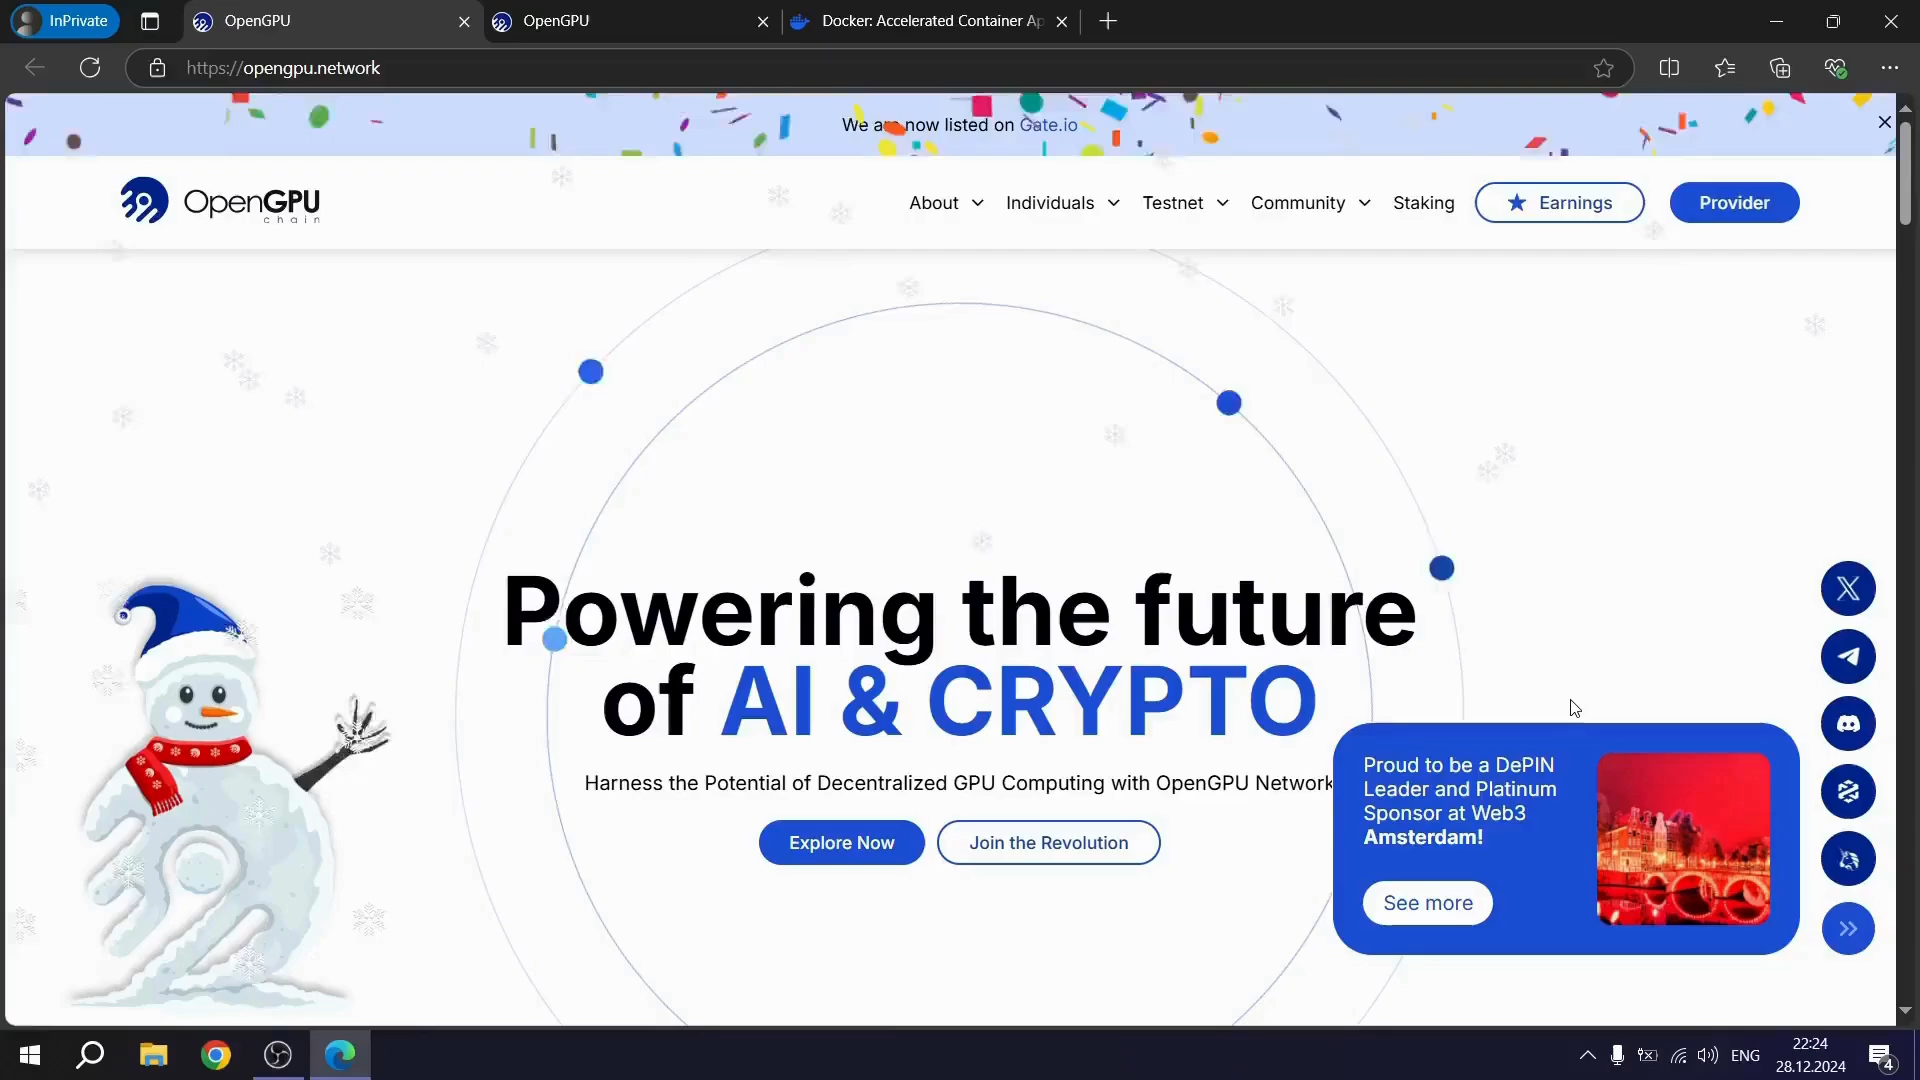 InPrivate
OpenGPU
OpenGPU
Docker: Accelerated Container Ap
https://opengpu.network
We are now listed on Gate.io
OpenGPU
chain
About
Individuals
Testnet
Community
Staking
Earnings
Provider
Powering the future
of AI & CRYPTO
Harness the Potential of Decentralized GPU Computing with OpenGPU Network
Explore Now
Join the Revolution
Proud to be a DePIN
Leader and Platinum
Sponsor at Web3
Amsterdam!
See more
ENG
22:24
28.12.2024
4